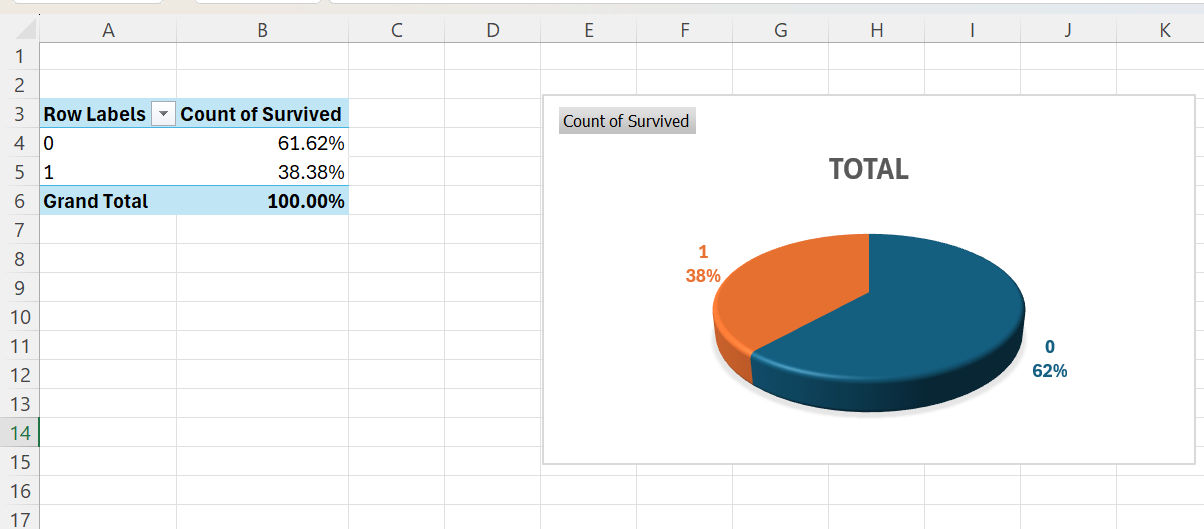 A B C D E F G H I J K
1
2
3 Row Labels Count of Survived
4 0 61.62%
5 1 38.38%
6 Grand Total 100.00%
7
8
9
10
11
12
13
14
15
16
17
Count of Survived
TOTAL
1
38%
0
62%